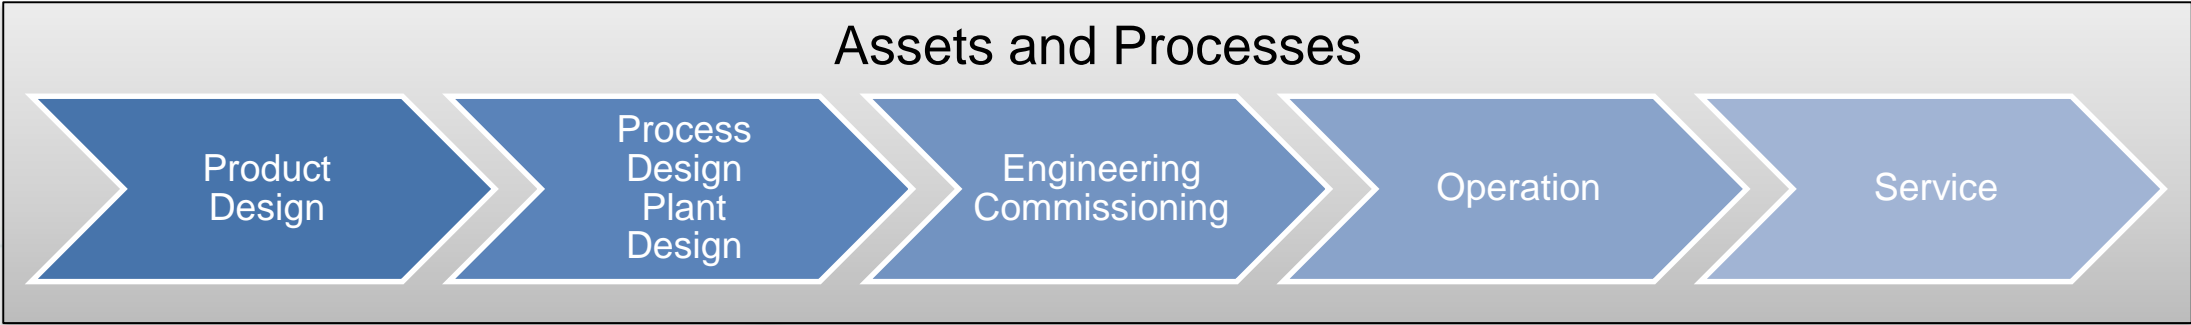 Assets and Processes
Product
Design
Process
Design
Plant
Design
Engineering
Commissioning
Operation
Service